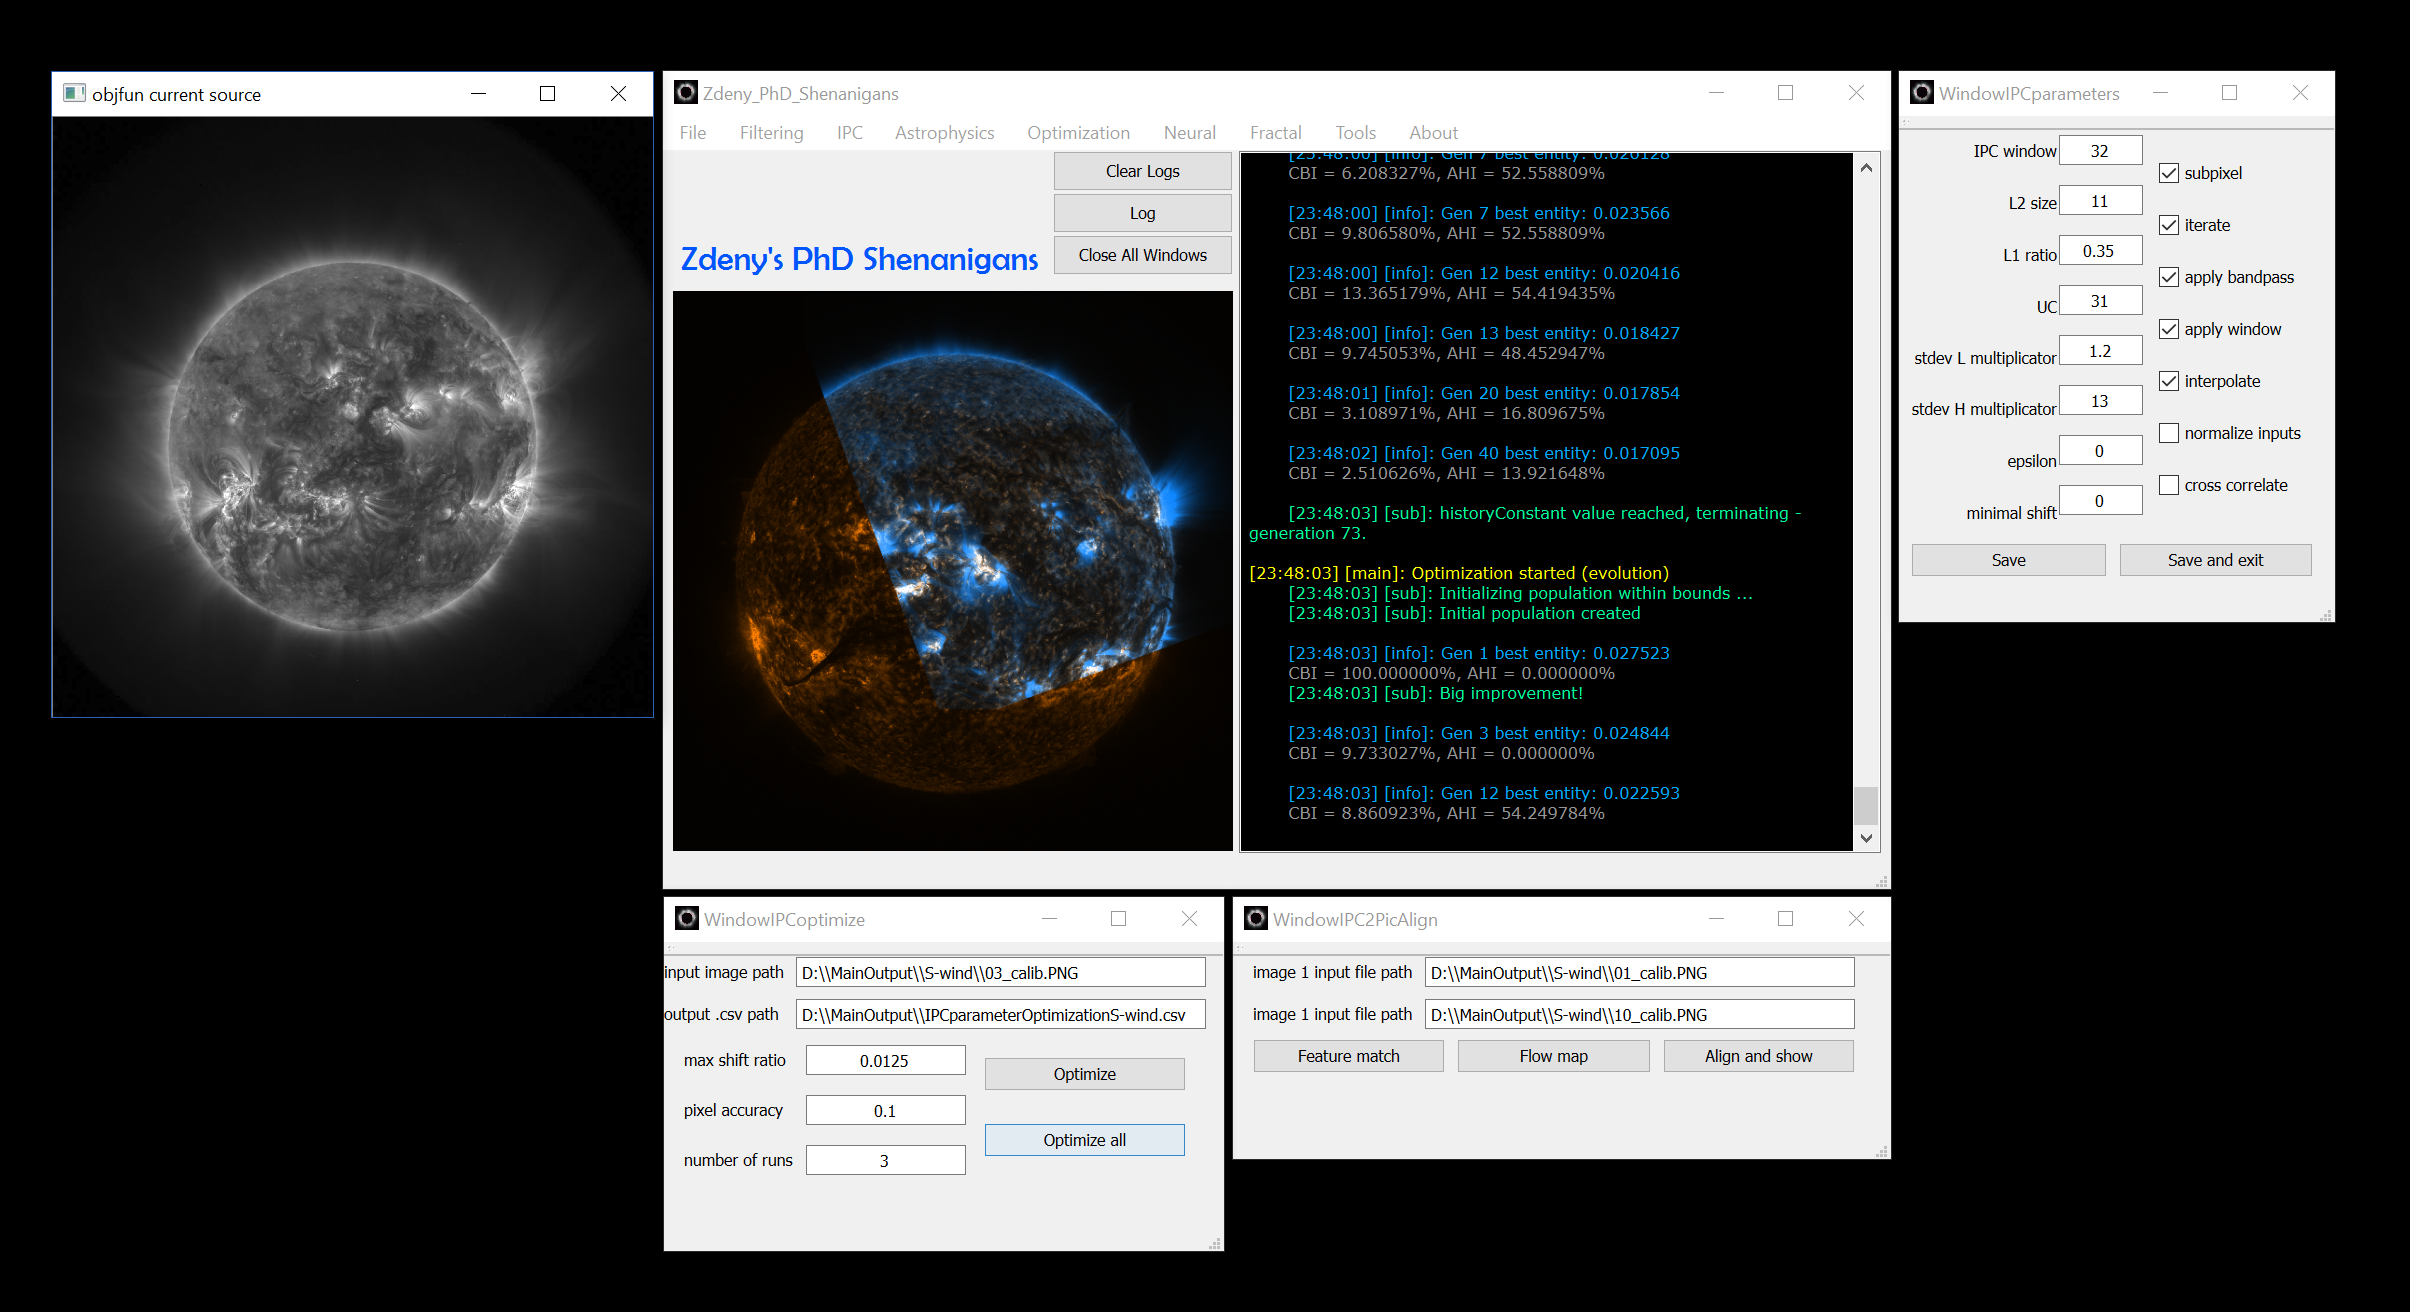 objfun current source
Zdeny_PhD_Shenanigans
File Filtering IPC Astrophysics Optimization Neural Fractal Tools About
Clear Logs
Log
Close All Windows
Zdeny's PhD Shenanigans
[23:48:00] [info]: Gen 7 best entity: 0.026128
CBI = 6.208327%, AHI = 52.558809%
[23:48:00] [info]: Gen 7 best entity: 0.023566
CBI = 9.806580%, AHI = 52.558809%
[23:48:00] [info]: Gen 12 best entity: 0.020416
CBI = 13.365179%, AHI = 54.419435%
[23:48:00] [info]: Gen 13 best entity: 0.018427
CBI = 9.745053%, AHI = 48.452947%
[23:48:01] [info]: Gen 20 best entity: 0.017854
CBI = 3.108971%, AHI = 16.809675%
[23:48:02] [info]: Gen 40 best entity: 0.017095
CBI = 2.510626%, AHI = 13.921648%
[23:48:03] [sub]: historyConstant value reached, terminating -
generation 73.
[23:48:03] [main]: Optimization started (evolution)
[23:48:03] [sub]: Initializing population within bounds ...
[23:48:03] [sub]: Initial population created
[23:48:03] [info]: Gen 1 best entity: 0.027523
CBI = 100.000000%, AHI = 0.000000%
[23:48:03] [sub]: Big improvement!
[23:48:03] [info]: Gen 3 best entity: 0.024844
CBI = 9.733027%, AHI = 0.000000%
[23:48:03] [info]: Gen 12 best entity: 0.022593
CBI = 8.860923%, AHI = 54.249784%
WindowIPCparameters
IPC window 32
L2 size 11
L1 ratio 0.35
UC 31
stdev L multiplicator 1.2
stdev H multiplicator 13
epsilon 0
minimal shift 0
subpixel
iterate
apply bandpass
apply window
interpolate
normalize inputs
cross correlate
Save
Save and exit
WindowIPCoptimize
input image path D:\\MainOutput\\S-wind\\03_calib.PNG
output .csv path D:\\MainOutput\\IPCparameterOptimizationS-wind.csv
max shift ratio 0.0125
pixel accuracy 0.1
number of runs 3
Optimize
Optimize all
WindowIPC2PicAlign
image 1 input file path D:\\MainOutput\\S-wind\\01_calib.PNG
image 1 input file path D:\\MainOutput\\S-wind\\10_calib.PNG
Feature match
Flow map
Align and show